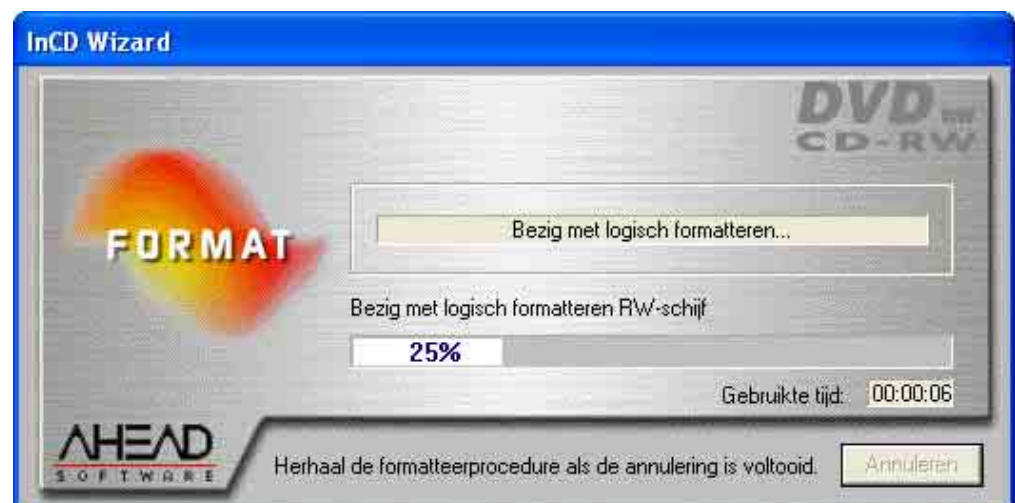 InCD Wizard
DVD
CD-RW
FORMAT
Bezig met logisch formatteren...
Bezig met logisch formatteren RW-schijf
25%
Gebruikte tijd: 00:00:06
AHEAD
SOFTWARE
Herhaal de formatteerprocedure als de annulering is voltooid.
Annuleren